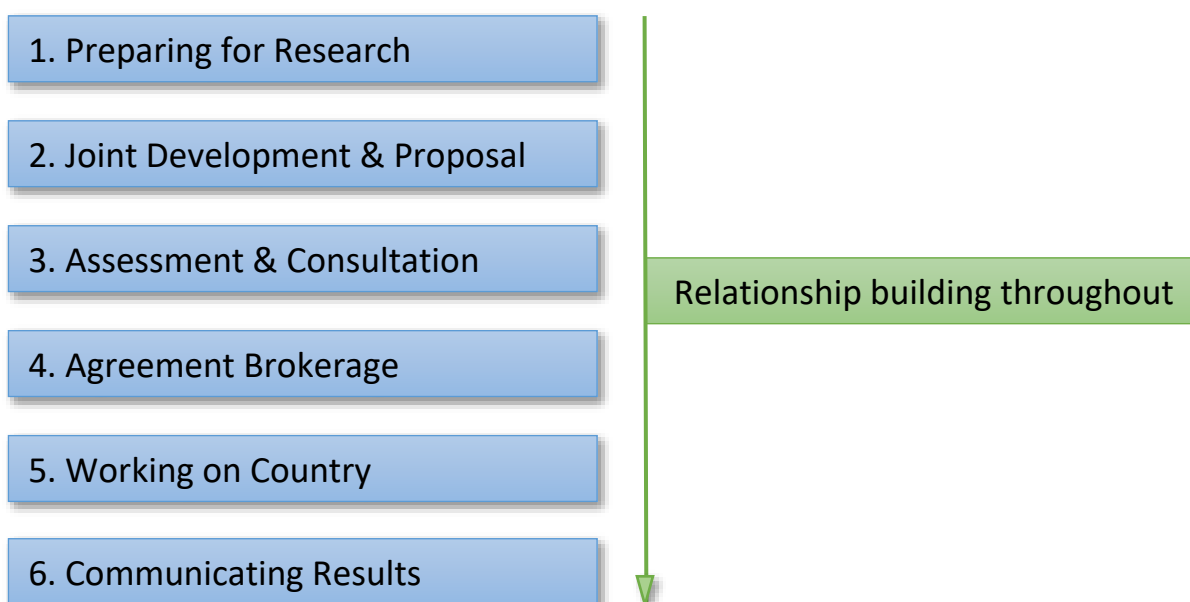 1. Preparing for Research
2. Joint Development & Proposal
3. Assessment & Consultation
Relationship building throughout
4. Agreement Brokerage
5. Working on Country
6. Communicating Results